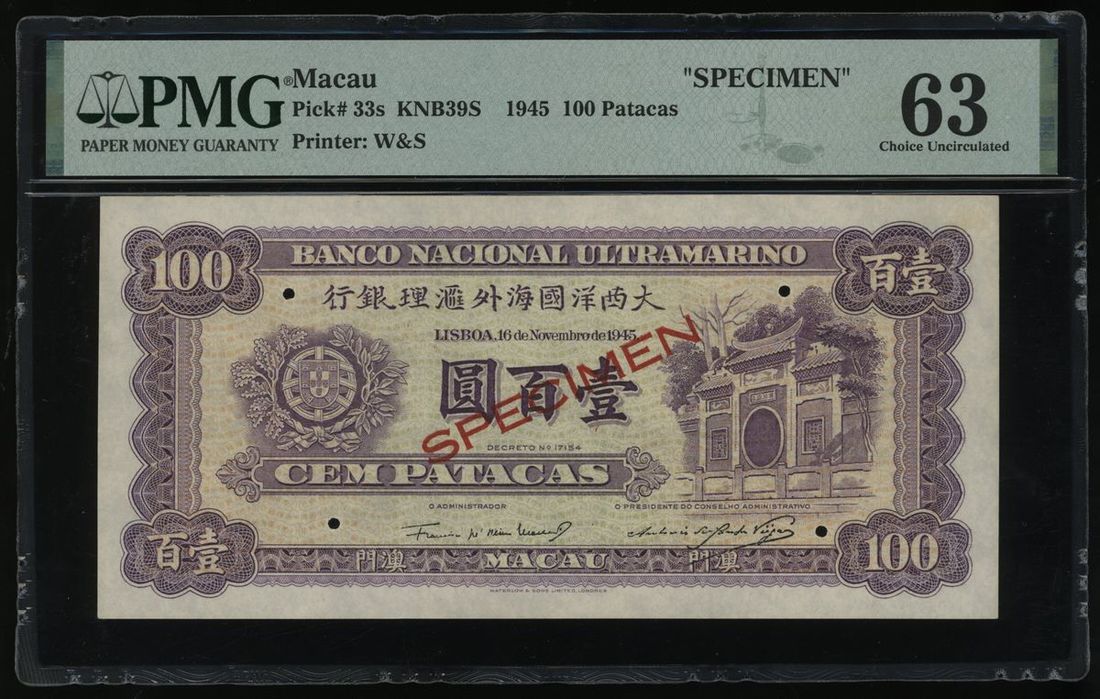 PMG®
PAPER MONEY GUARANTY
Macau
Pick# 33s KNB39S 1945 100 Patacas
Printer: W&S
"SPECIMEN"
63
Choice Uncirculated
BANCO NACIONAL ULTRAMARINO
100
百壹
行銀理滙外海國洋西大
LISBOA, 16 de Novembro de 1945
圓百壹
SPECIMEN
DECRETO Nº 17154
CEM PATACAS
O ADMINISTRADOR
O PRESIDENTE DO CONSELHO ADMINISTRATIVO
百壹
門澳
MACAU
門澳
100
WATERLOW & SONS LIMITED, LONDRES